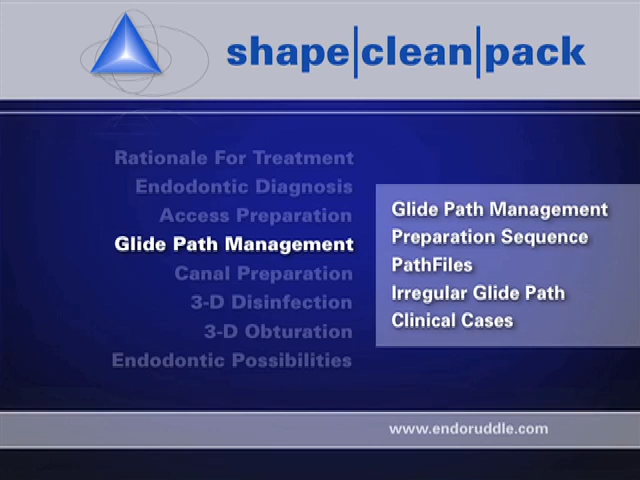 shape|clean|pack
Rationale For Treatment
Endodontic Diagnosis
Access Preparation
Glide Path Management
Canal Preparation
3-D Disinfection
3-D Obturation
Endodontic Possibilities
Glide Path Management
Preparation Sequence
PathFiles
Irregular Glide Path
Clinical Cases
www.endoruddle.com